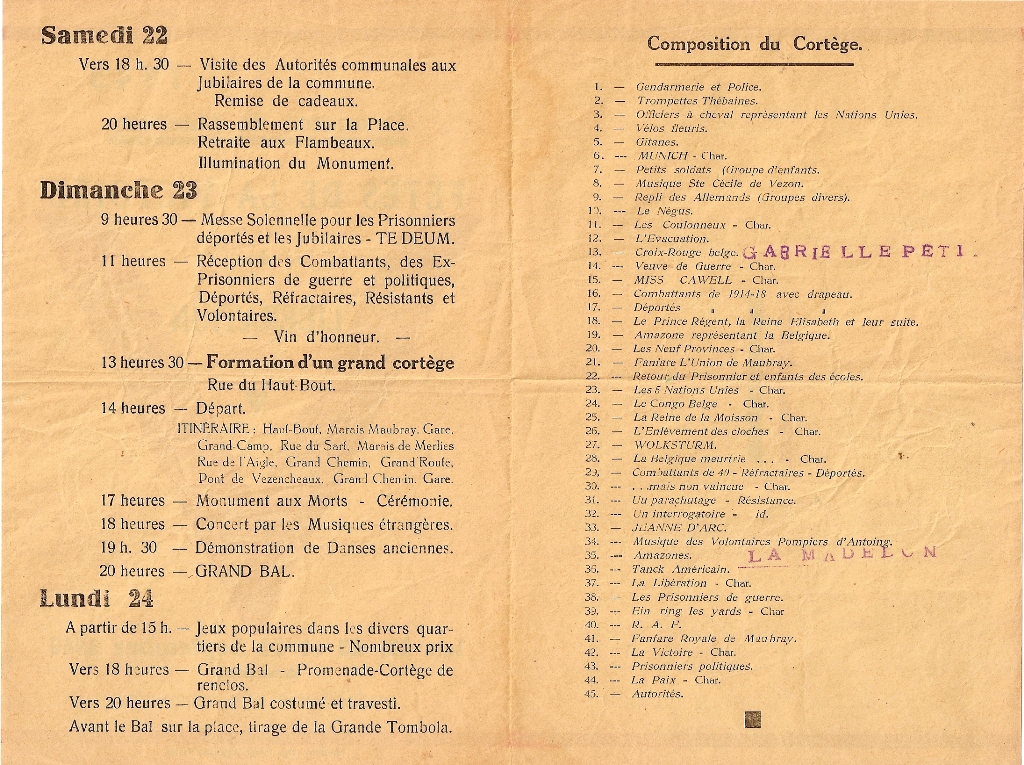 Samedi 22
Vers 18 h. 30 — Visite des Autorités communales aux
Jubilaires de la commune.
Remise de cadeaux.
20 heures — Rassemblement sur la Place.
Retraite aux Flambeaux.
Illumination du Monument.
Dimanche 23
9 heures 30 — Messe Solennelle pour les Prisonniers
déportés et les Jubilaires - TE DEUM.
11 heures — Réception des Combattants, des Ex-
Prisonniers de guerre et politiques,
Déportés, Réfractaires, Résistants et
Volontaires.
— Vin d'honneur. —
13 heures 30 — Formation d'un grand cortège
Rue du Haut-Bout.
14 heures — Départ.
ITINÉRAIRE : Haut-Bout, Marais Maubray, Gare,
Grand-Camp, Rue du Sart, Marais de Merlies
Rue de l'Aigle, Grand Chemin, Grand'Route,
Pont de Vezencheaux, Grand Chemin, Gare.
17 heures — Monument aux Morts - Cérémonie.
18 heures — Concert par les Musiques étrangères.
19 h. 30 — Démonstration de Danses anciennes.
20 heures — GRAND BAL.
Lundi 24
A partir de 15 h. — Jeux populaires dans les divers quar-
tiers de la commune - Nombreux prix
Vers 18 heures — Grand Bal - Promenade-Cortège de
renclos.
Vers 20 heures — Grand Bal costumé et travesti.
Avant le Bal sur la place, tirage de la Grande Tombola.
Composition du Cortège.
1. — Gendarmerie et Police.
2. — Trompettes Thébaines.
3. — Officiers à cheval représentant les Nations Unies.
4. — Vélos fleuris.
5. — Gitanes.
6. --- MUNICH - Char.
7. — Petits soldats (Groupe d'enfants.
8. — Musique Ste Cécile de Vezon.
9. — Repli des Allemands (Groupes divers).
10. --- Le Négus.
11. — Les Coulonneux - Char.
12. — L'Evacuation.
13. — Croix-Rouge belge. GABRIELLE PETI.
14. --- Veuve de Guerre - Char.
15. — MISS CAWELL - Char.
16. — Combattants de 1914-18 avec drapeau.
17. — Déportés " " "
18. — Le Prince Régent, la Reine Elisabeth et leur suite.
19. — Amazone représentant la Belgique.
20. — Les Neuf Provinces - Char.
21. — Fanfare L'Union de Maubray.
22. --- Retour du Prisonnier et enfants des écoles.
23. — Les 5 Nations Unies - Char.
24. — Le Congo Belge - Char.
25. — La Reine de la Moisson - Char.
26. — L'Enlèvement des cloches - Char.
27. — WOLKSTURM.
28. — La Belgique meurtrie ... - Char.
29. — Combattants de 40 - Réfractaires - Déportés.
30. --- ...mais non vaincue - Char.
31. --- Un parachutage - Résistance.
32. --- Un interrogatoire - id.
33. — JEANNE D'ARC.
34. --- Musique des Volontaires Pompiers d'Antoing.
35. --- Amazones. LA MADELON
36. --- Tanck Américain.
37. --- La Libération - Char.
38. --- Les Prisonniers de guerre.
39. --- Ein ring les yards - Char
40. --- R. A. F.
41. --- Fanfare Royale de Maubray.
42. --- La Victoire - Char.
43. --- Prisonniers politiques.
44. --- La Paix - Char.
45. — Autorités.